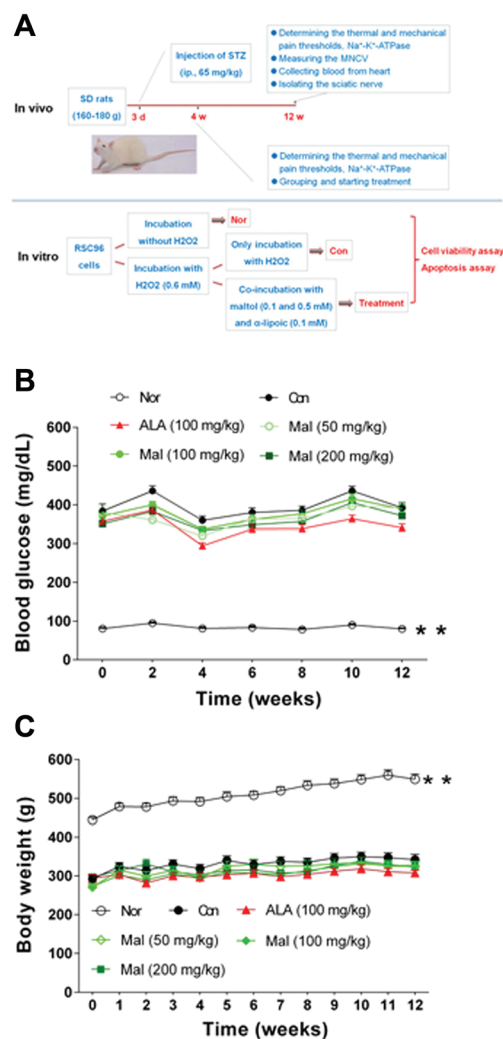 A
Injection of STZ
(ip., 65 mg/kg)
Determining the thermal and mechanical
pain thresholds, Na⁺-K⁺-ATPase
Measuring the MNCV
Collecting blood from heart
Isolating the sciatic nerve
In vivo
SD rats
(160-180 g)
3 d
4 w
12 w
Determining the thermal and mechanical
pain thresholds, Na⁺-K⁺-ATPase
Grouping and starting treatment
In vitro
RSC96
cells
Incubation
without H2O2
Nor
Incubation with
H2O2 (0.6 mM)
Only incubation
with H2O2
Con
Co-incubation with
maltol (0.1 and 0.5 mM)
and α-lipoic (0.1 mM)
Treatment
Cell viability assay
Apoptosis assay
B
Nor
Con
ALA (100 mg/kg)
Mal (50 mg/kg)
Mal (100 mg/kg)
Mal (200 mg/kg)
Blood glucose (mg/dL)
600
500
400
300
200
100
0
* *
0 2 4 6 8 10 12
Time (weeks)
C
Body weight (g)
600
500
400
300
200
100
0
* *
Nor
Con
ALA (100 mg/kg)
Mal (50 mg/kg)
Mal (100 mg/kg)
Mal (200 mg/kg)
0 1 2 3 4 5 6 7 8 9 10 11 12
Time (weeks)